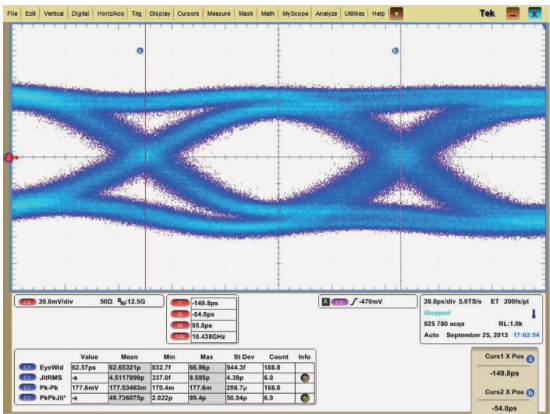 File Edit Vertical Digital Horiz/Acq Trig Display Cursors Measure Mask Math MyScope Analyze Utilities Help Tek X
a b
2
30.0mV/div 50Ω BW:12.5G
-149.8ps
-54.0ps
95.8ps
10.438GHz
A -470mV
20.0ps/div 5.0TS/s ET 200fs/pt
Stopped
925 780 acqs RL:1.0k
Auto September 25, 2013 17:02:54
Value Mean Min Max St Dev Count Info
EyeWid 62.57ps 62.65321p 832.7f 66.96p 944.3f 188.0
JitRMS -s 4.5117899p 337.0f 9.595p 4.39p 6.0
Pk-Pk 177.6mV 177.53463m 170.4m 177.6m 298.7µ 188.0
PkPkJit* -s 49.736075p 2.022p 99.4p 50.94p 6.0
Curs1 X Pos a
-149.8ps
Curs2 X Pos b
-54.0ps